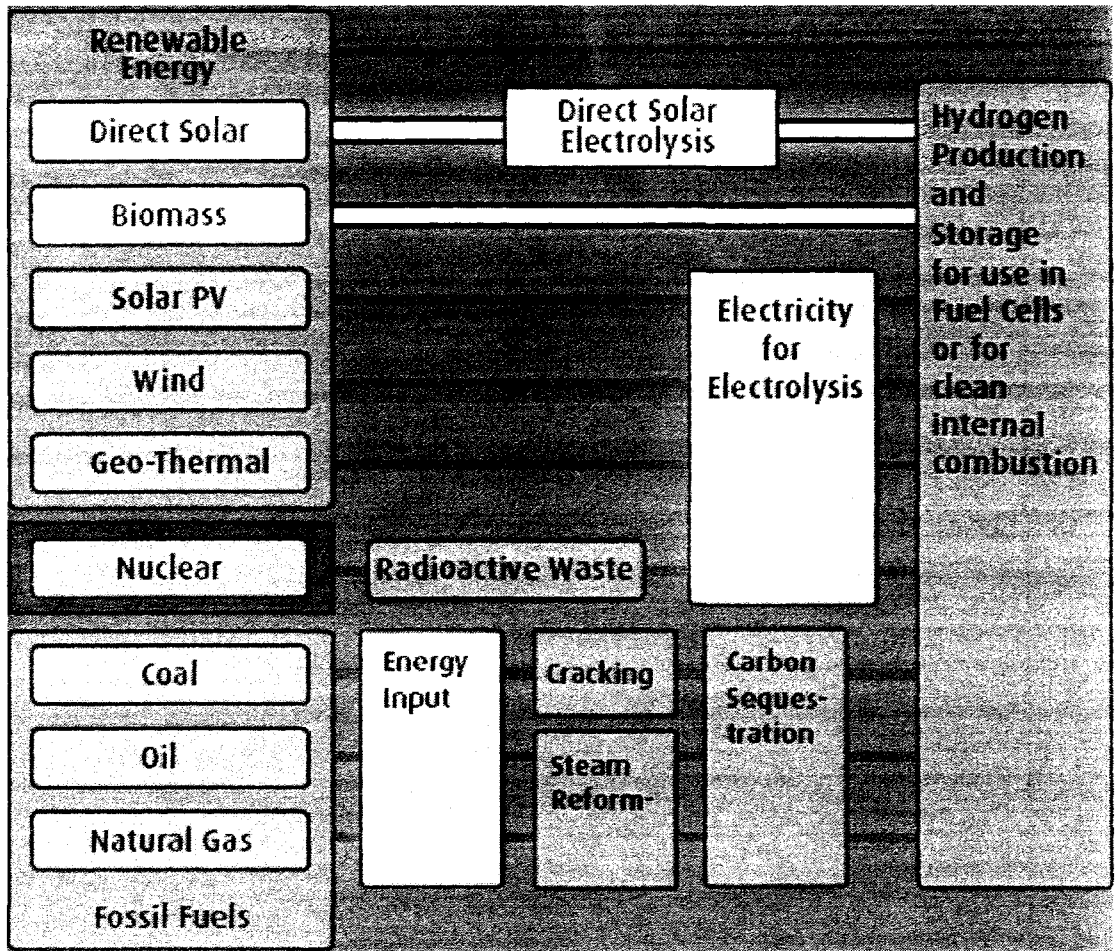 Renewable
Energy
Direct Solar
Biomass
Solar PV
Wind
Geo-Thermal
Nuclear
Coal
Oil
Natural Gas
Fossil Fuels
Direct Solar
Electrolysis
Electricity
for
Electrolysis
Radioactive Waste
Energy
Input
Cracking
Steam
Reform-
Carbon
Seques-
tration
Hydrogen
Production
and
Storage
for use in
Fuel Cells
or for
clean
internal
combustion